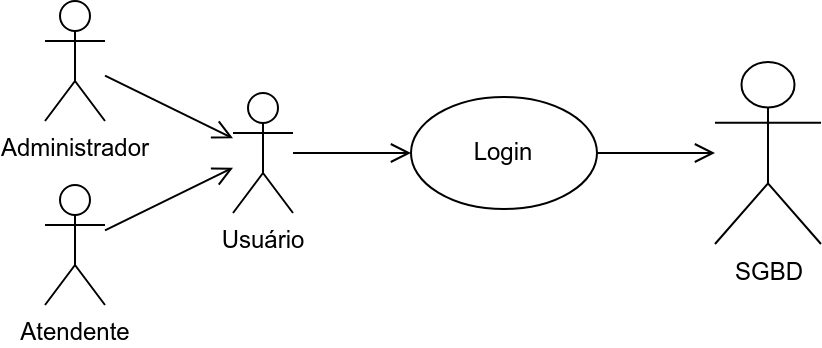 Administrador
Atendente
Usuário
Login
SGBD